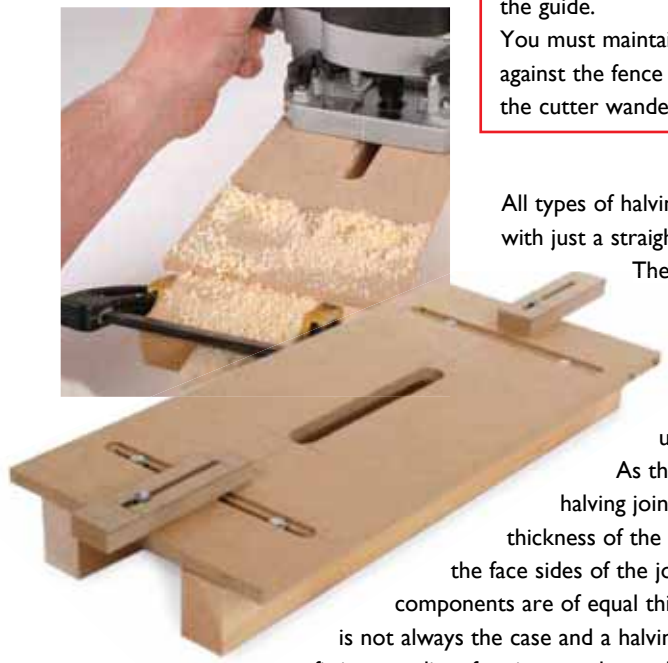 the guide.
You must maintai
against the fence
the cutter wande
All types of halvin
with just a straigh
The
u
As th
halving join
thickness of the
the face sides of the jo
components are of equal thi
is not always the case and a halvin